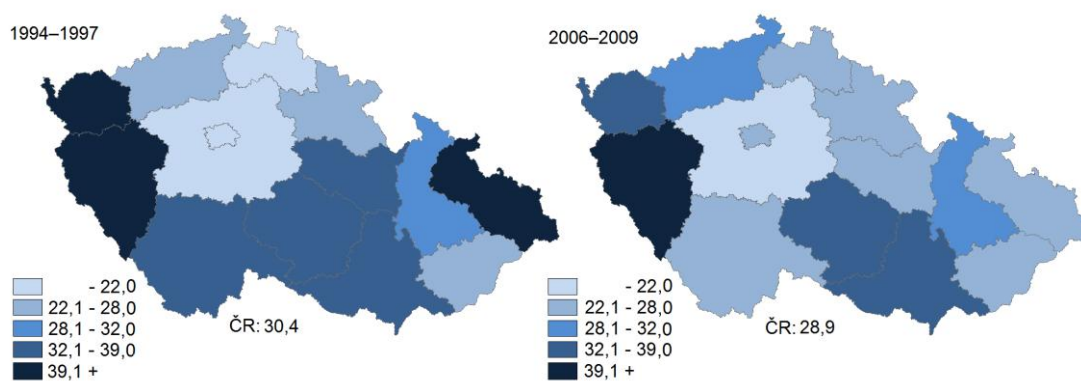 1994–1997
- 22,0
22,1 - 28,0
28,1 - 32,0
32,1 - 39,0
39,1 +
ČR: 30,4
2006–2009
- 22,0
22,1 - 28,0
28,1 - 32,0
32,1 - 39,0
39,1 +
ČR: 28,9